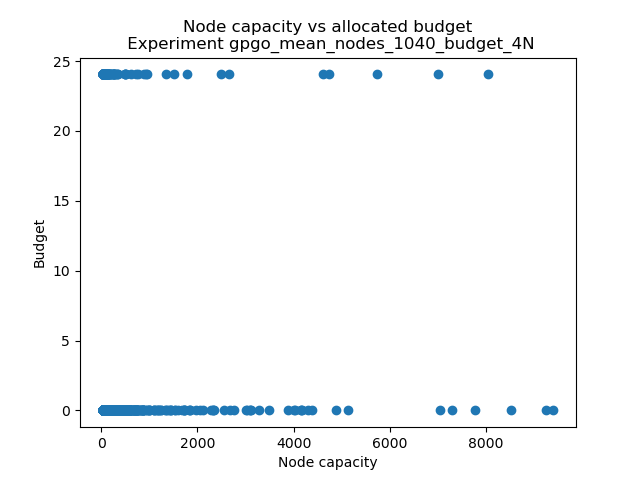 Node capacity vs allocated budget
Experiment gpgo_mean_nodes_1040_budget_4N
25
20
15
10
5
0
Budget
0 2000 4000 6000 8000
Node capacity